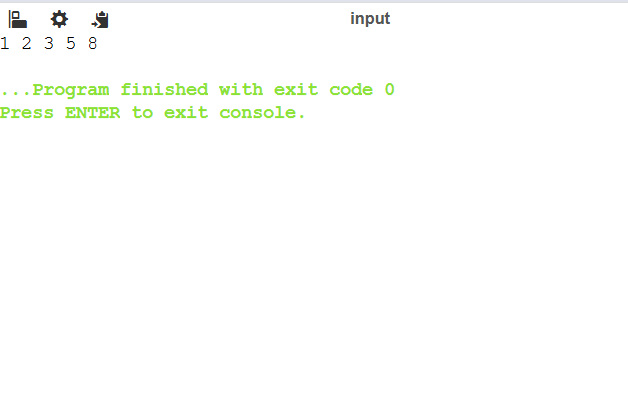 input
1 2 3 5 8
...Program finished with exit code 0
Press ENTER to exit console.